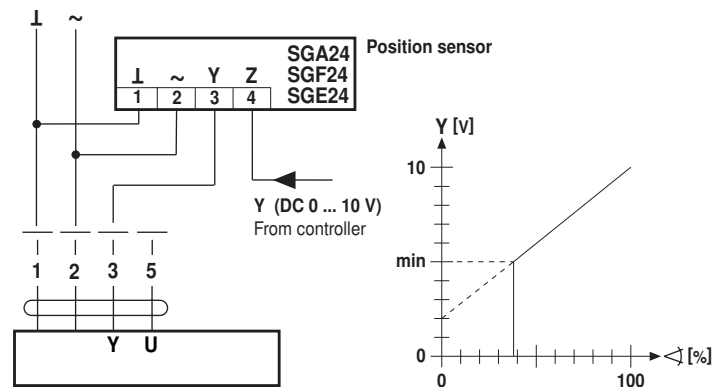 ⊥ ~
Position sensor
SGA24
SGF24
SGE24
⊥ ~ Y Z
1 2 3 4
Y (DC 0 ... 10 V)
From controller
1 2 3 5
Y U
Y [V]
10
min
0
0 100
∢ [%]